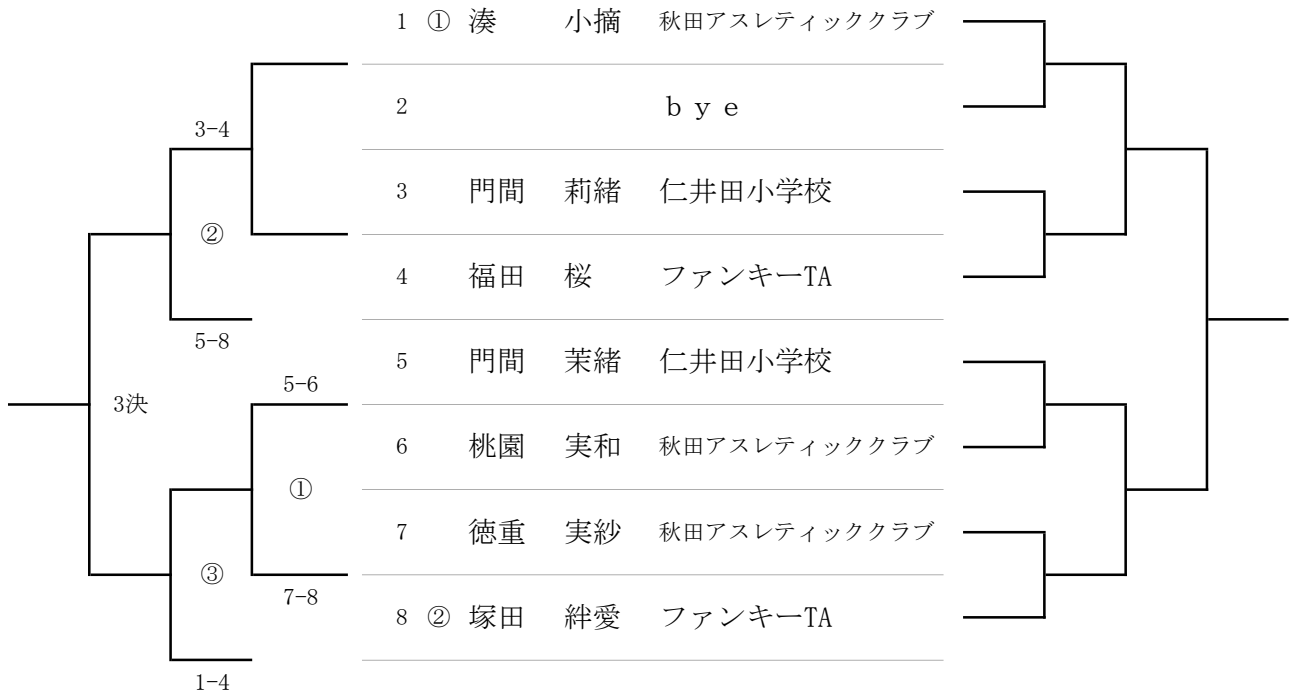 1 ① 湊 小摘 秋田アスレティッククラブ
2 bye
3-4
3 門間 莉緒 仁井田小学校
②
4 福田 桜 ファンキーTA
5-8
5 門間 茉緒 仁井田小学校
5-6
3決
6 桃園 実和 秋田アスレティッククラブ
①
7 徳重 実紗 秋田アスレティッククラブ
③
7-8
8 ② 塚田 絆愛 ファンキーTA
1-4